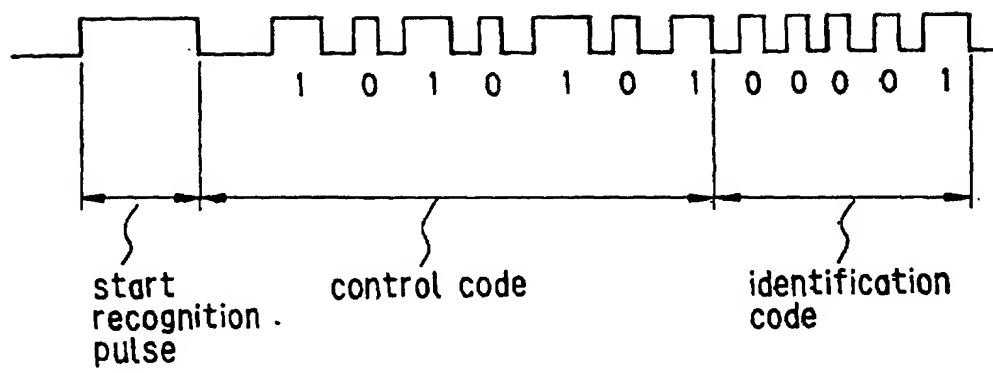 1 0 1 0 1 0 1 0 0 0 0 1
start
recognition
pulse
control code
identification
code